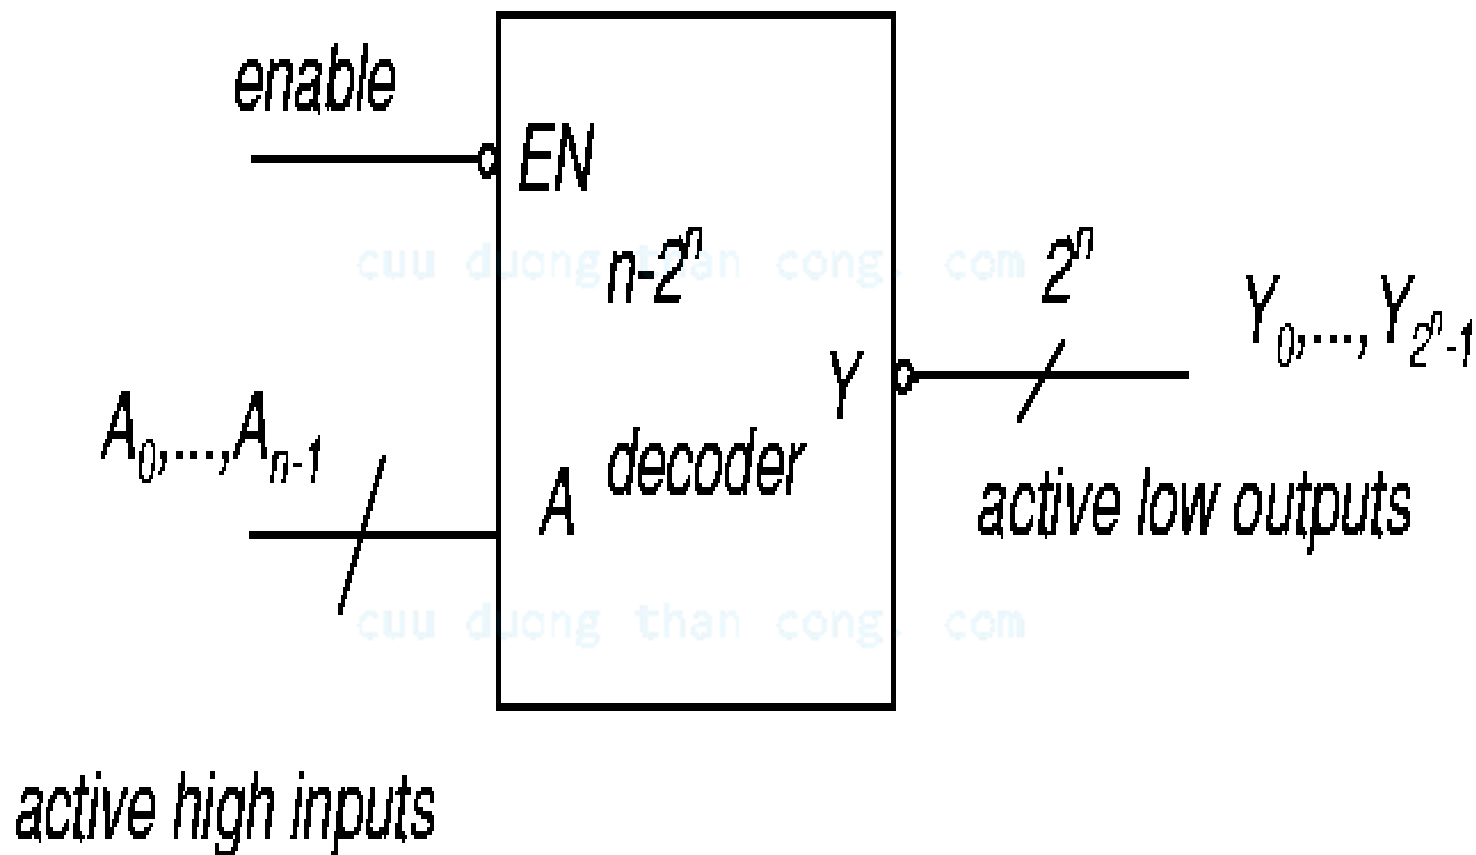 enable
EN
cuu duong than cong. com
n-2ⁿ
2ⁿ
Y₀,...,Y₂ⁿ₋₁
Y
A₀,...,Aₙ₋₁
decoder
A
active low outputs
cuu duong than cong. com
active high inputs